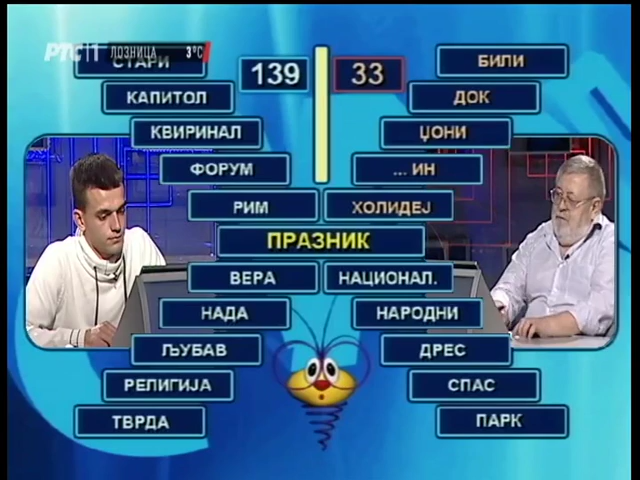 РТС|1 ЛОЗНИЦА 3°C
СТАРИ
139
33
БИЛИ
КАПИТОЛ
ДОК
КВИРИНАЛ
ЏОНИ
ФОРУМ
... ИН
РИМ
ХОЛИДЕЈ
ПРАЗНИК
ВЕРА
НАЦИОНАЛ.
НАДА
НАРОДНИ
ЉУБАВ
ДРЕС
РЕЛИГИЈА
СПАС
ТВРДА
ПАРК